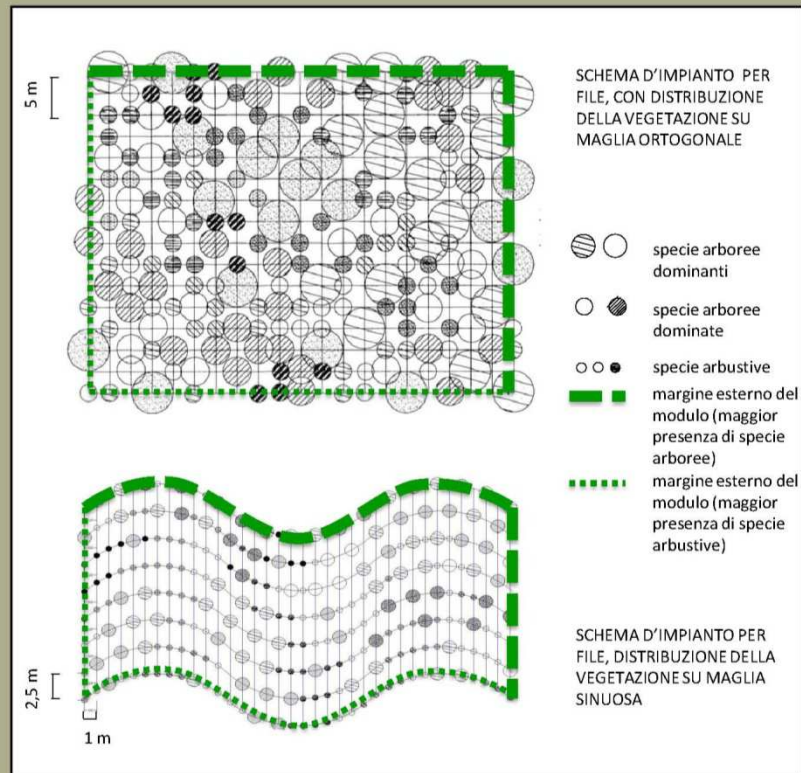 5 m
SCHEMA D'IMPIANTO PER
FILE, CON DISTRIBUZIONE
DELLA VEGETAZIONE SU
MAGLIA ORTOGONALE
specie arboree
dominanti
specie arboree
dominate
specie arbustive
margine esterno del
modulo (maggior
presenza di specie
arboree)
margine esterno del
modulo (maggior
presenza di specie
arbustive)
2,5 m
1 m
SCHEMA D'IMPIANTO PER
FILE, DISTRIBUZIONE DELLA
VEGETAZIONE SU MAGLIA
SINUOSA